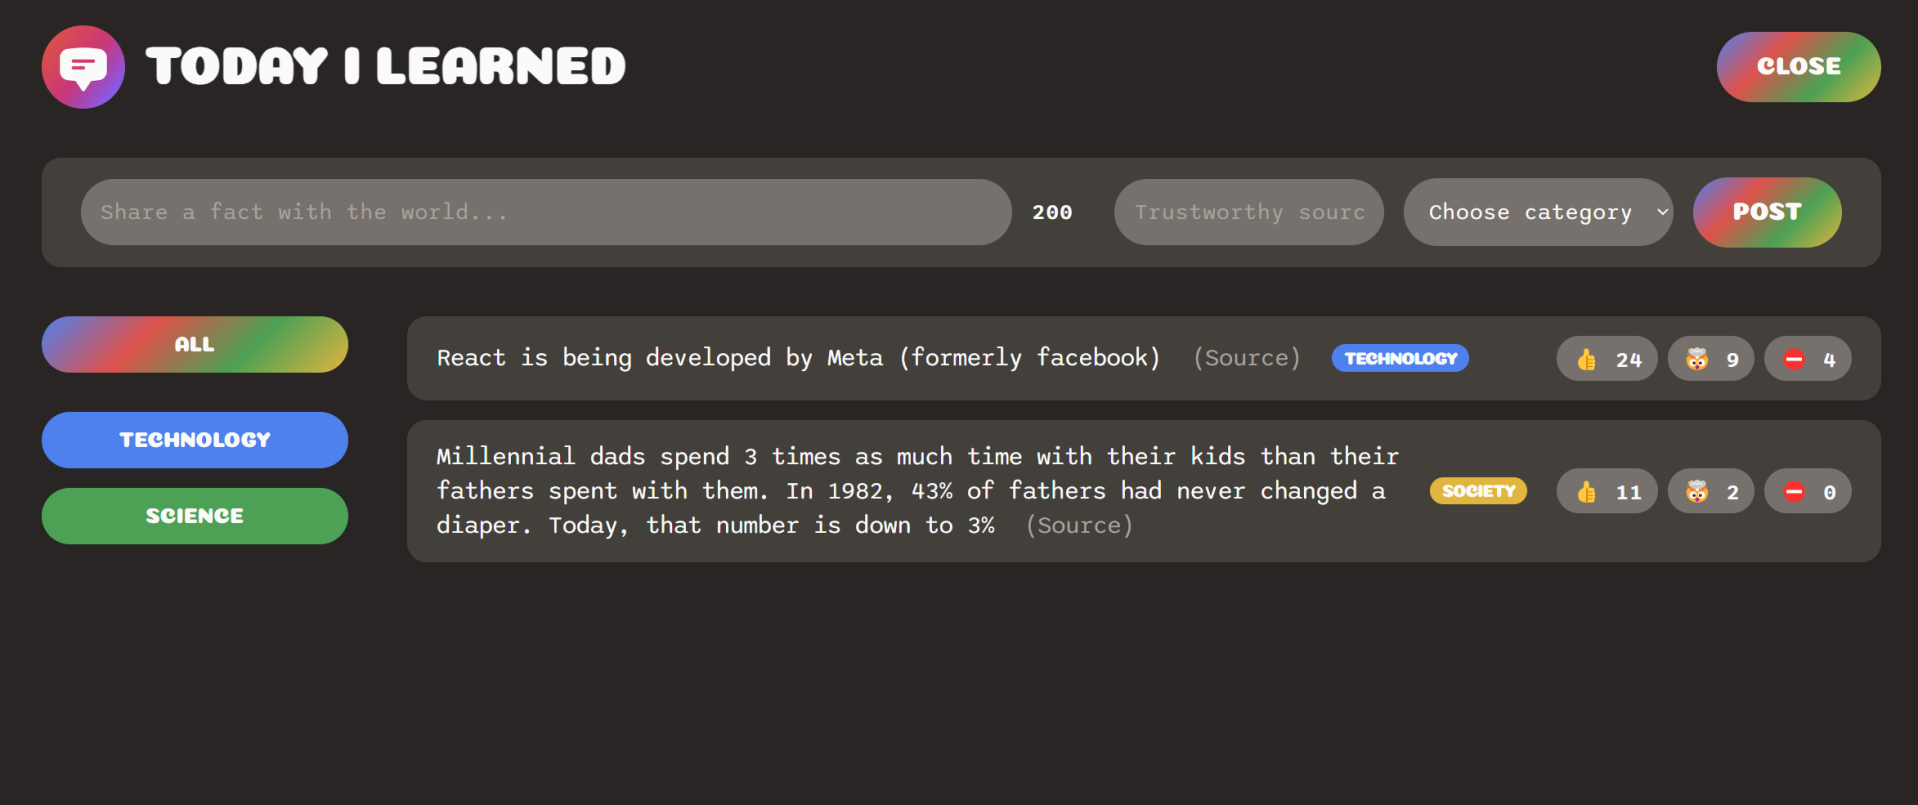 TODAY I LEARNED
CLOSE
Share a fact with the world...
200
Trustworthy sourc
Choose category
POST
ALL
TECHNOLOGY
SCIENCE
React is being developed by Meta (formerly facebook) (Source)
TECHNOLOGY
24
9
4
Millennial dads spend 3 times as much time with their kids than their
fathers spent with them. In 1982, 43% of fathers had never changed a
diaper. Today, that number is down to 3% (Source)
SOCIETY
11
2
0